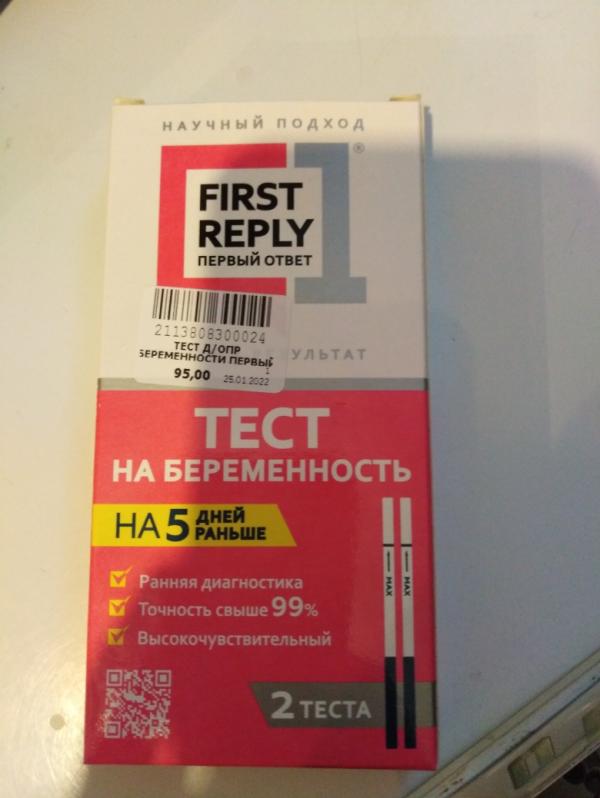 НАУЧНЫЙ ПОДХОД
®
FIRST
REPLY
ПЕРВЫЙ ОТВЕТ
2113808300024
ТЕСТ Д/ОПР
БЕРЕМЕННОСТИ ПЕРВЫЙ
1
95,00 25.01.2022
УЛЬТАТ
ТЕСТ
НА БЕРЕМЕННОСТЬ
НА 5 ДНЕЙ
РАНЬШЕ
Ранняя диагностика
Точность свыше 99%
Высокочувствительный
MAX
MAX
2 ТЕСТА